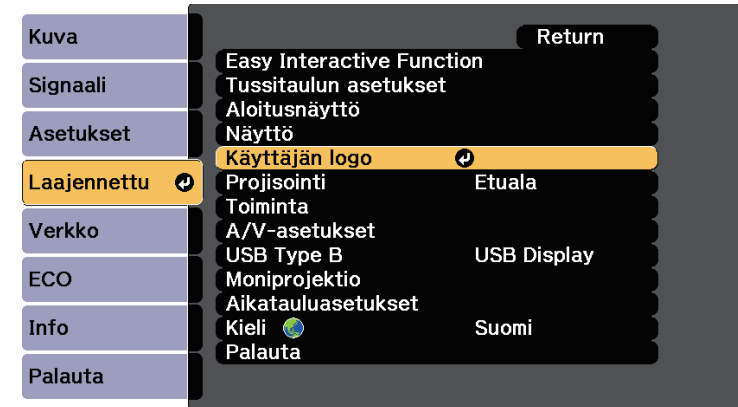 Kuva
Signaali
Asetukset
Laajennettu
Verkko
ECO
Info
Palauta
Return
Easy Interactive Function
Tussitaulun asetukset
Aloitusnäyttö
Näyttö
Käyttäjän logo
Projisointi Etuala
Toiminta
A/V-asetukset
USB Type B USB Display
Moniprojektio
Aikatauluasetukset
Kieli Suomi
Palauta